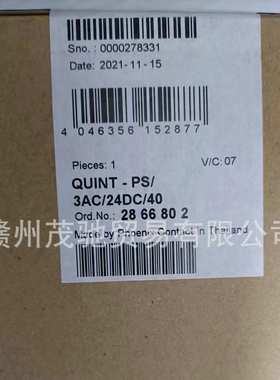 Sno.: 0000278331
Date: 2021-11-15
4 046356 152877
Pieces: 1
V/C: 07
QUINT - PS/
3AC/24DC/40
Ord.No.: 28 66 80 2
赣州茂驰贸易有限公司
Made by Phoenix Contact in Thailand